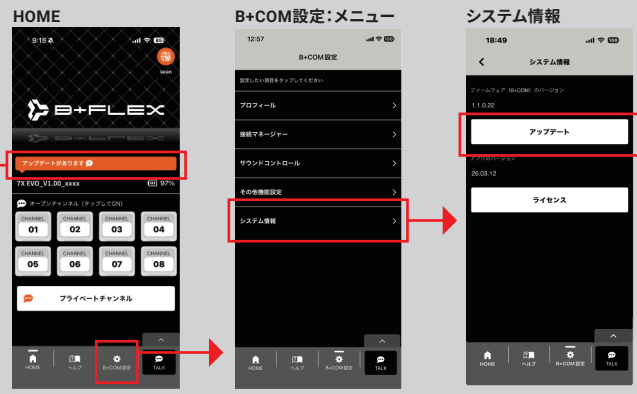 HOME
9:15
scan
B+FLEX
アップデートがあります
7X EVO_V1.00_xxxx
97%
オープンチャンネル（タップしてON）
CHANNEL 01
CHANNEL 02
CHANNEL 03
CHANNEL 04
CHANNEL 05
CHANNEL 06
CHANNEL 07
CHANNEL 08
プライベートチャンネル
HOME
ヘルプ
B+COM設定
TALK
B+COM設定：メニュー
12:57
100
B+COM設定
設定したい項目をタップしてください
プロフィール
接続マネージャー
サウンドコントロール
その他機能設定
システム情報
HOME
ヘルプ
B+COM設定
TALK
システム情報
18:49
100
システム情報
ファームウェア（B+COM）のバージョン
1.1.0.22
アップデート
アプリのバージョン
26.03.12
ライセンス
HOME
ヘルプ
B+COM設定
TALK